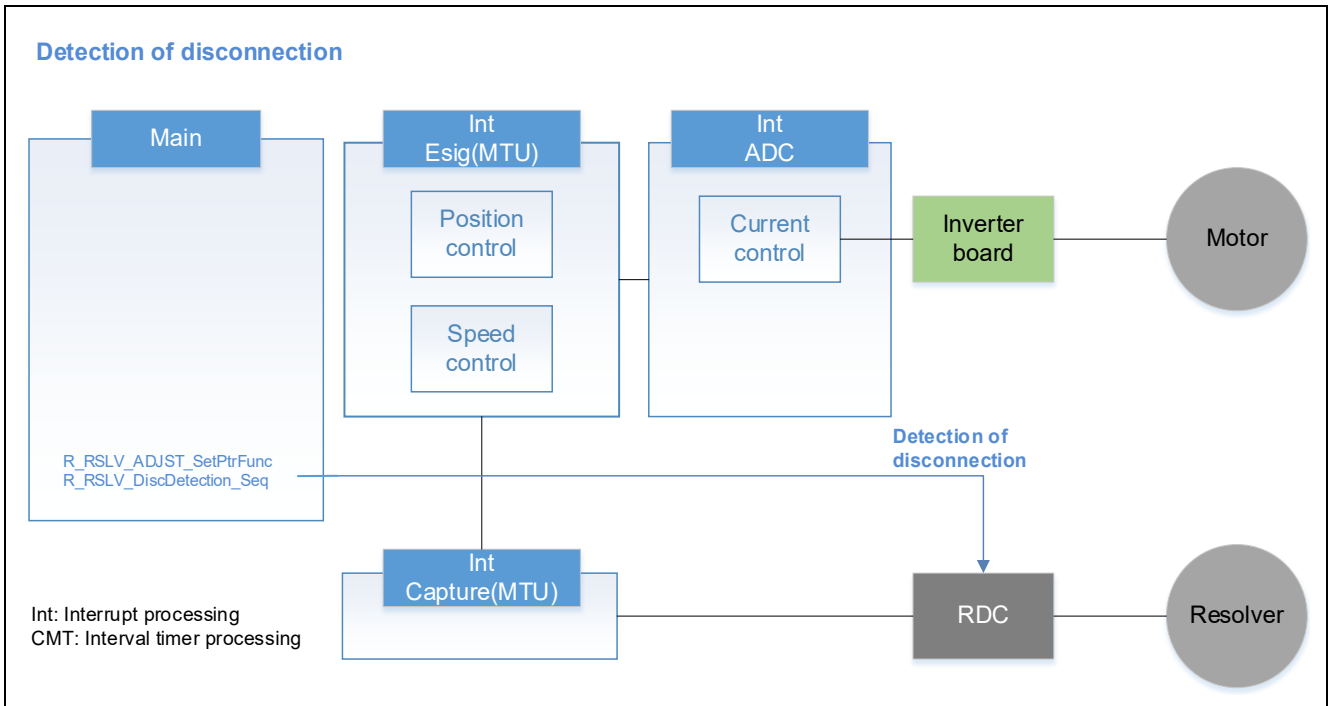 Detection of disconnection
Main
Int
Esig(MTU)
Int
ADC
Position
control
Current
control
Inverter
board
Motor
Speed
control
Detection of
disconnection
R_RSLV_ADJST_SetPtrFunc
R_RSLV_DiscDetection_Seq
Int
Capture(MTU)
RDC
Resolver
Int: Interrupt processing
CMT: Interval timer processing